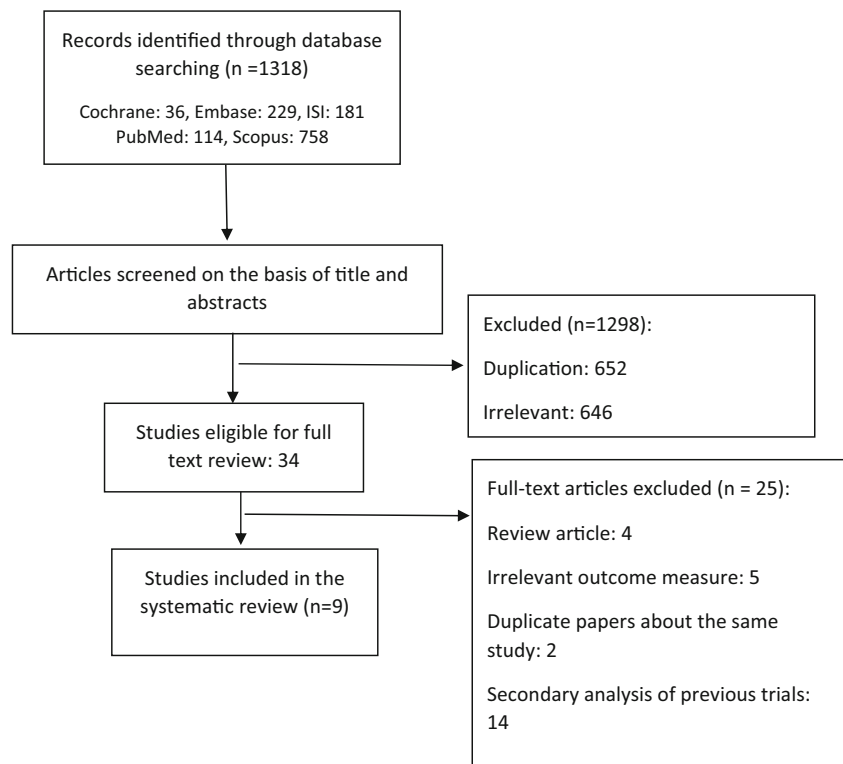 Records identified through database
searching (n =1318)
Cochrane: 36, Embase: 229, ISI: 181
PubMed: 114, Scopus: 758
Articles screened on the basis of title and
abstracts
Excluded (n=1298):
Duplication: 652
Irrelevant: 646
Studies eligible for full
text review: 34
Full-text articles excluded (n = 25):
Review article: 4
Irrelevant outcome measure: 5
Duplicate papers about the same
study: 2
Secondary analysis of previous trials:
14
Studies included in the
systematic review (n=9)